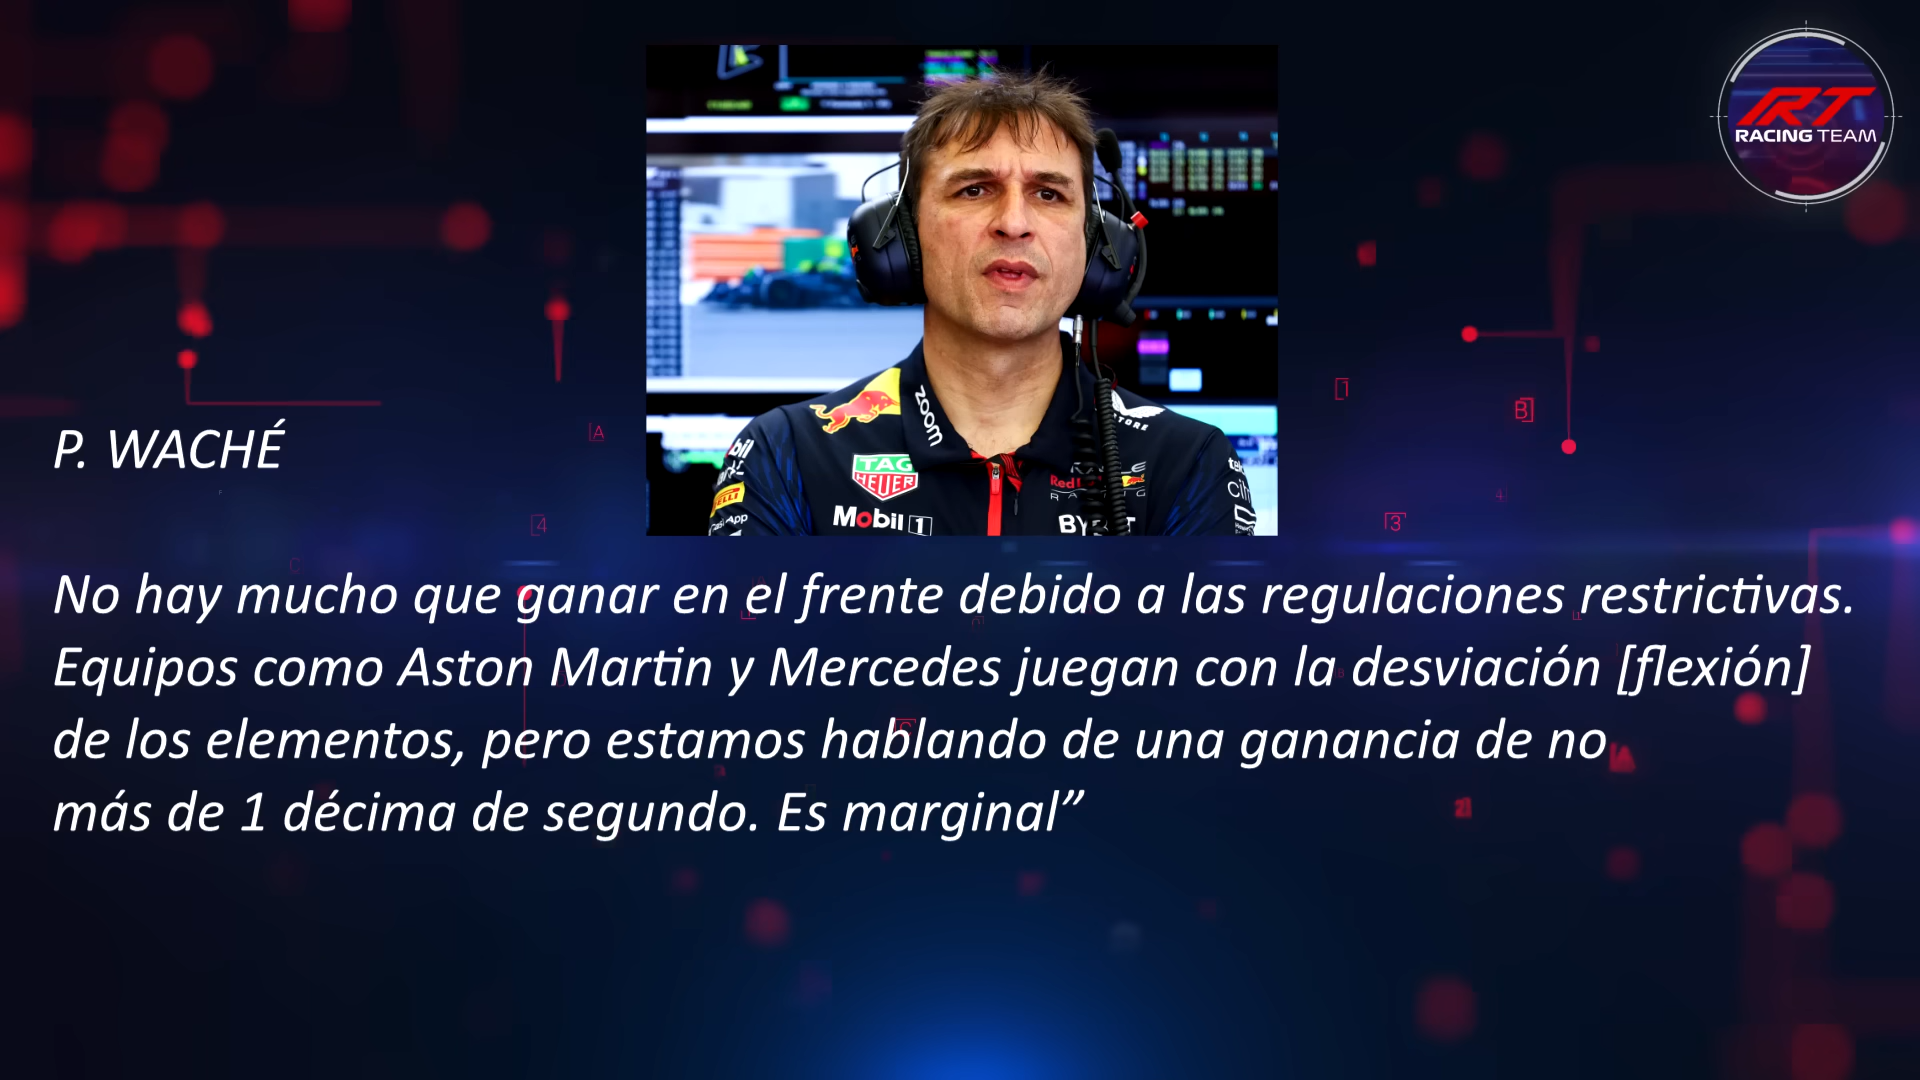 RT
RACING TEAM
zoom
TAG
HEUER
Mobil 1
P. WACHÉ
No hay mucho que ganar en el frente debido a las regulaciones restrictivas.
Equipos como Aston Martin y Mercedes juegan con la desviación [flexión]
de los elementos, pero estamos hablando de una ganancia de no
más de 1 décima de segundo. Es marginal”